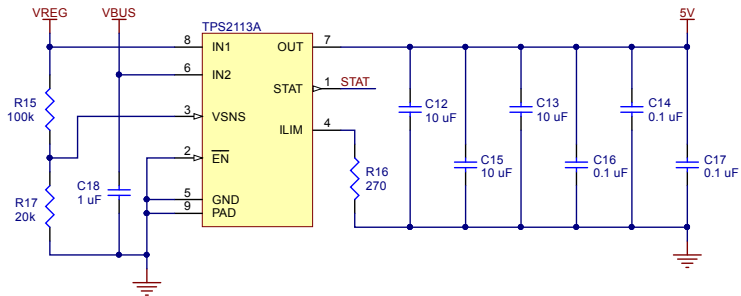 VREG
VBUS
TPS2113A
5V
8
IN1
OUT
7
6
IN2
STAT
1
STAT
R15
100k
3
VSNS
ILIM
4
C12
10 uF
C13
10 uF
C14
0.1 uF
2
EN
R16
270
C15
10 uF
C16
0.1 uF
C17
0.1 uF
C18
1 uF
R17
20k
5
GND
9
PAD